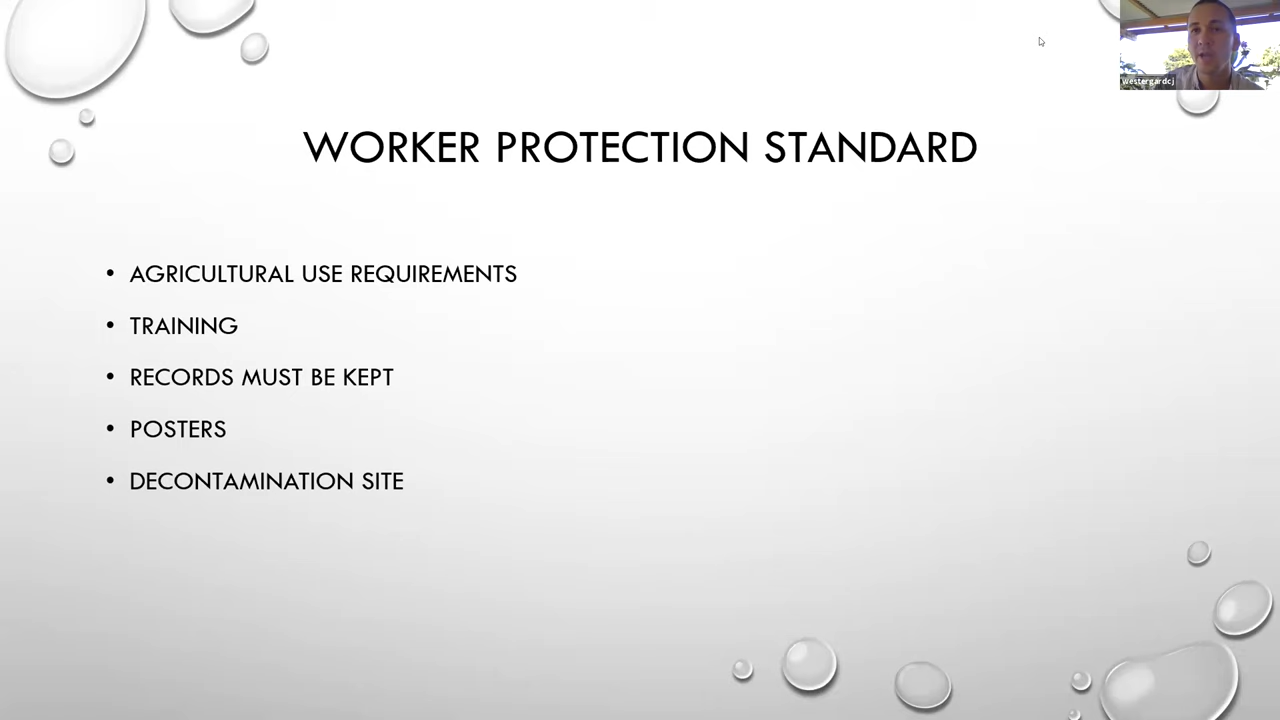 westergardcj
WORKER PROTECTION STANDARD
• AGRICULTURAL USE REQUIREMENTS
• TRAINING
• RECORDS MUST BE KEPT
• POSTERS
• DECONTAMINATION SITE